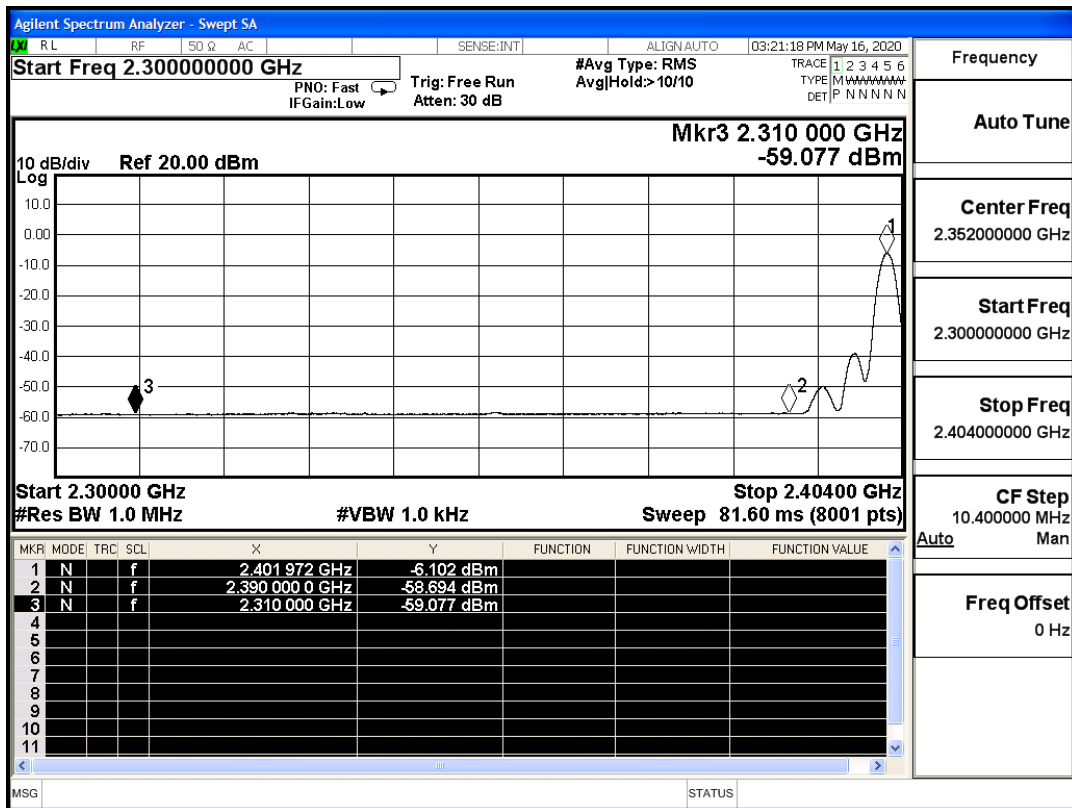 Agilent Spectrum Analyzer - Swept SA
LXI RL RF 50 Ω AC SENSE:INT ALIGN AUTO 03:21:18 PM May 16, 2020
Start Freq 2.300000000 GHz
PNO: Fast
IFGain:Low
Trig: Free Run
Atten: 30 dB
#Avg Type: RMS
Avg|Hold:>10/10
TRACE 1 2 3 4 5 6
TYPE M WWWWW
DET P N N N N N
Mkr3 2.310 000 GHz
-59.077 dBm
10 dB/div Ref 20.00 dBm
Log
10.0
0.00
-10.0
-20.0
-30.0
-40.0
-50.0
-60.0
-70.0
1
2
3
Start 2.30000 GHz Stop 2.40400 GHz
#Res BW 1.0 MHz #VBW 1.0 kHz Sweep 81.60 ms (8001 pts)
MKR MODE TRC SCL X Y FUNCTION FUNCTION WIDTH FUNCTION VALUE
1 N f 2.401 972 GHz -6.102 dBm
2 N f 2.390 000 0 GHz -58.694 dBm
3 N f 2.310 000 GHz -59.077 dBm
4
5
6
7
8
9
10
11
MSG STATUS
Frequency
Auto Tune
Center Freq
2.352000000 GHz
Start Freq
2.300000000 GHz
Stop Freq
2.404000000 GHz
CF Step
10.400000 MHz
Auto Man
Freq Offset
0 Hz